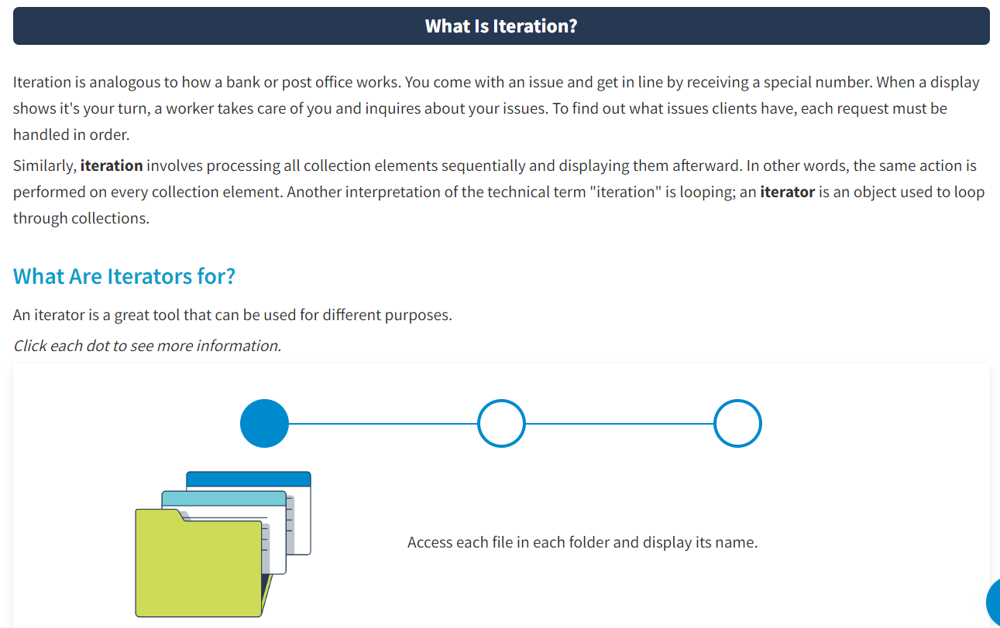 What Is Iteration?
Iteration is analogous to how a bank or post office works. You come with an issue and get in line by receiving a special number. When a display
shows it's your turn, a worker takes care of you and inquires about your issues. To find out what issues clients have, each request must be
handled in order.
Similarly, iteration involves processing all collection elements sequentially and displaying them afterward. In other words, the same action is
performed on every collection element. Another interpretation of the technical term "iteration" is looping; an iterator is an object used to loop
through collections.
What Are Iterators for?
An iterator is a great tool that can be used for different purposes.
Click each dot to see more information.
Access each file in each folder and display its name.